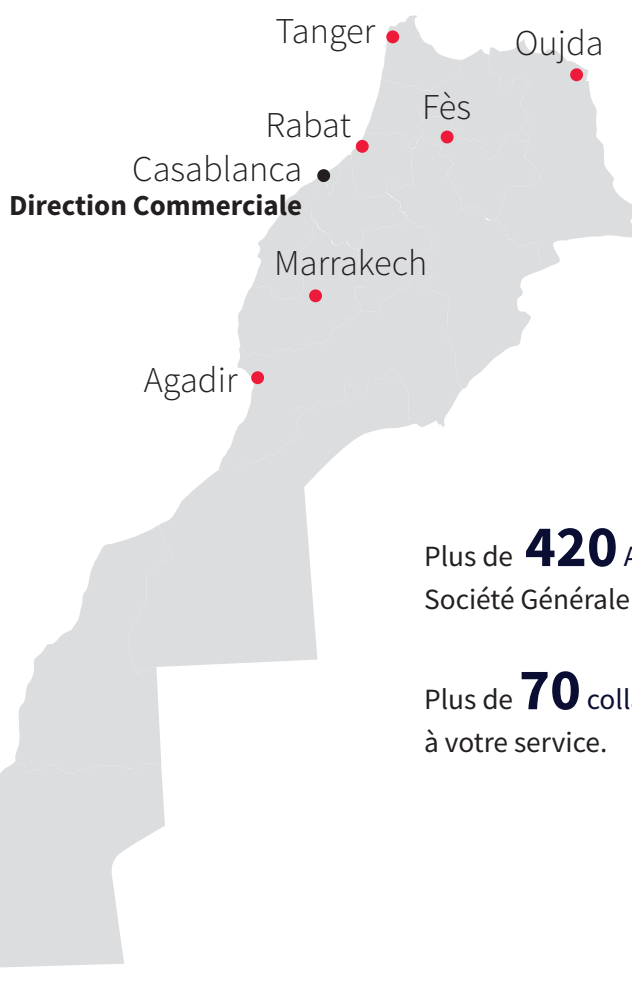 Tanger
Oujda
Fès
Rabat
Casablanca
Direction Commerciale
Marrakech
Agadir
Plus de 420
Société Générale
Plus de 70
à votre service.